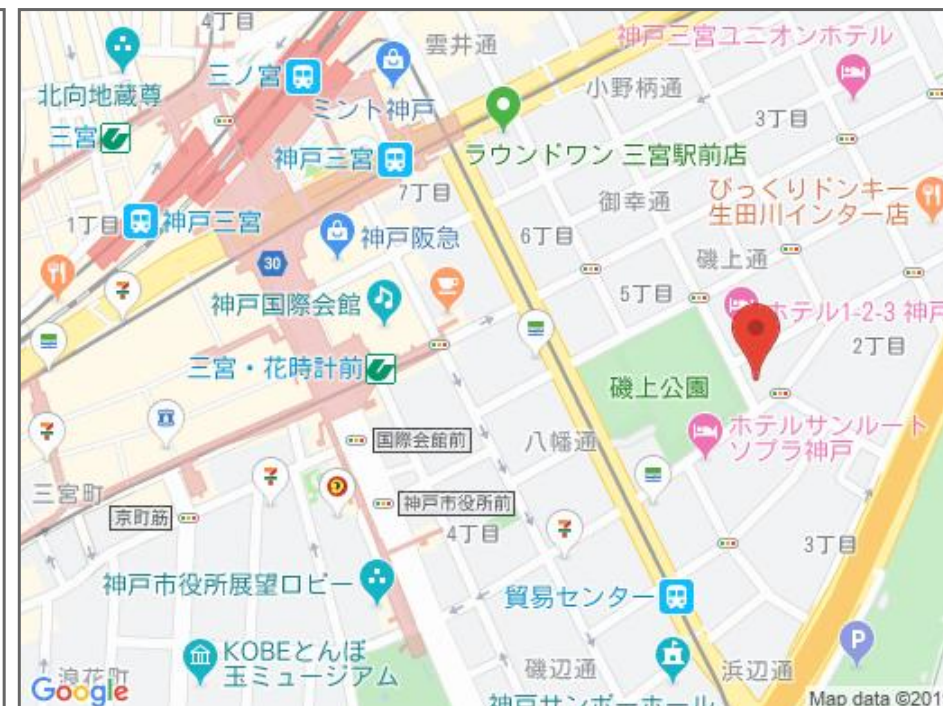 4丁目
雲井通
神戸三宮ユニオンホテル
三ノ宮
小野柄通
北向地蔵尊
ミント神戸
3丁目
三宮
神戸三宮
ラウンドワン 三宮駅前店
7丁目
びっくりドンキー
生田川インター店
御幸通
1丁目
神戸三宮
神戸阪急
6丁目
磯上通
30
5丁目
神戸国際会館
ホテル1-2-3 神戸
2丁目
三宮・花時計前
磯上公園
ホテルサンルート
ソプラ神戸
国際会館前
八幡通
三宮町
神戸市役所前
京町筋
4丁目
3丁目
神戸市役所展望ロビー
貿易センター
KOBEとんぼ
玉ミュージアム
磯辺通
浜辺通
浪花町
Google
神戸サンボーホール
Map data ©201